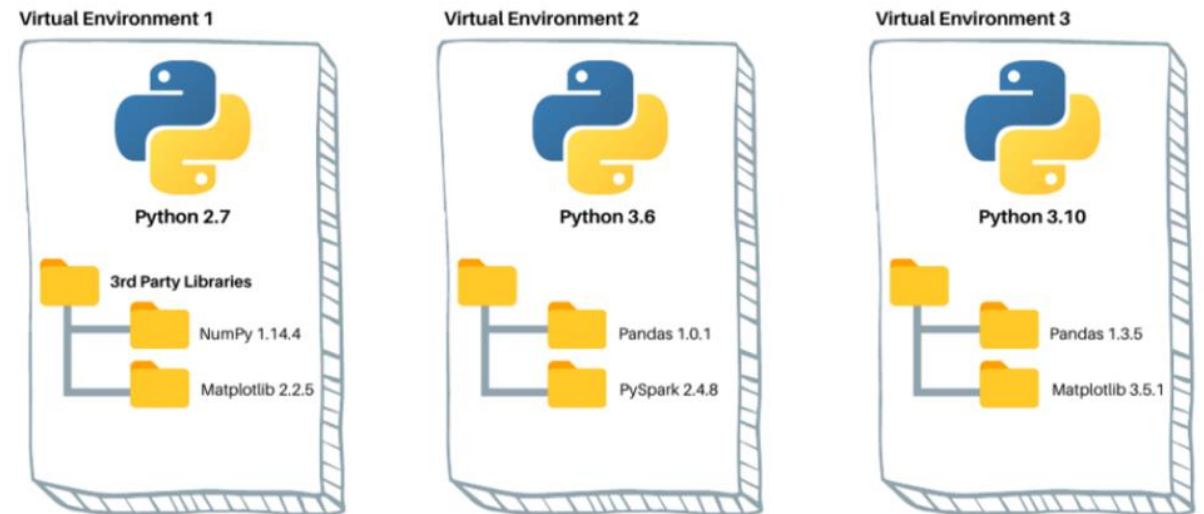 Virtual Environment 1
Virtual Environment 2
Virtual Environment 3
Python 2.7
Python 3.6
Python 3.10
3rd Party Libraries
NumPy 1.14.4
Pandas 1.0.1
Pandas 1.3.5
Matplotlib 2.2.5
PySpark 2.4.8
Matplotlib 3.5.1